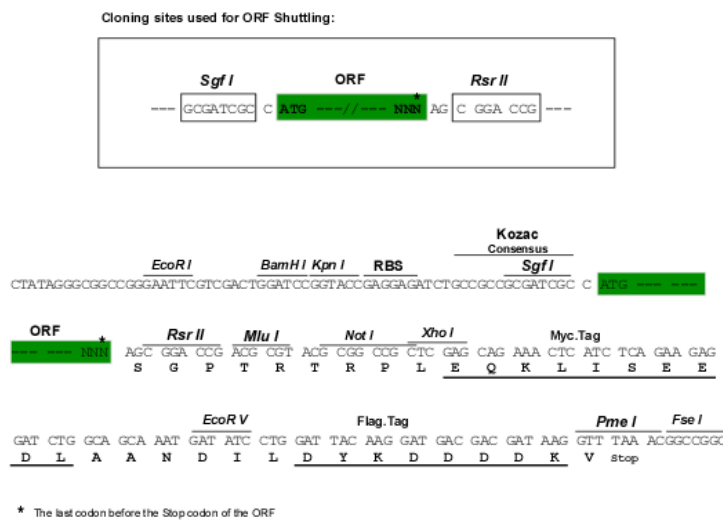 Cloning sites used for ORF Shuttling:
Sgf I ORF Rsr II
*
--- GCGATCGC C ATG ---//--- NNN AG C GGA CCG ---
Kozac
Consensus
EcoR I BamH I Kpn I RBS Sgf I
CTATAGGGCGGCCGGGAATTCGTCGACTGGATCCGGTACCGAGGAGATCTGCCGCCGCGATCGC C ATG --- ---
ORF * Rsr II Mlu I Not I Xho I Myc.Tag
--- --- NNN AGC GGA CCG ACG CGT ACG CGG CCG CTC GAG CAG AAA CTC ATC TCA GAA GAG
S G P T R T R P L E Q K L I S E E
EcoR V Flag.Tag Pme I Fse I
GAT CTG GCA GCA AAT GAT ATC CTG GAT TAC AAG GAT GAC GAC GAT AAG GTT TAA ACGGCCGGC
D L A A N D I L D Y K D D D D K V Stop
* The last codon before the Stop codon of the ORF